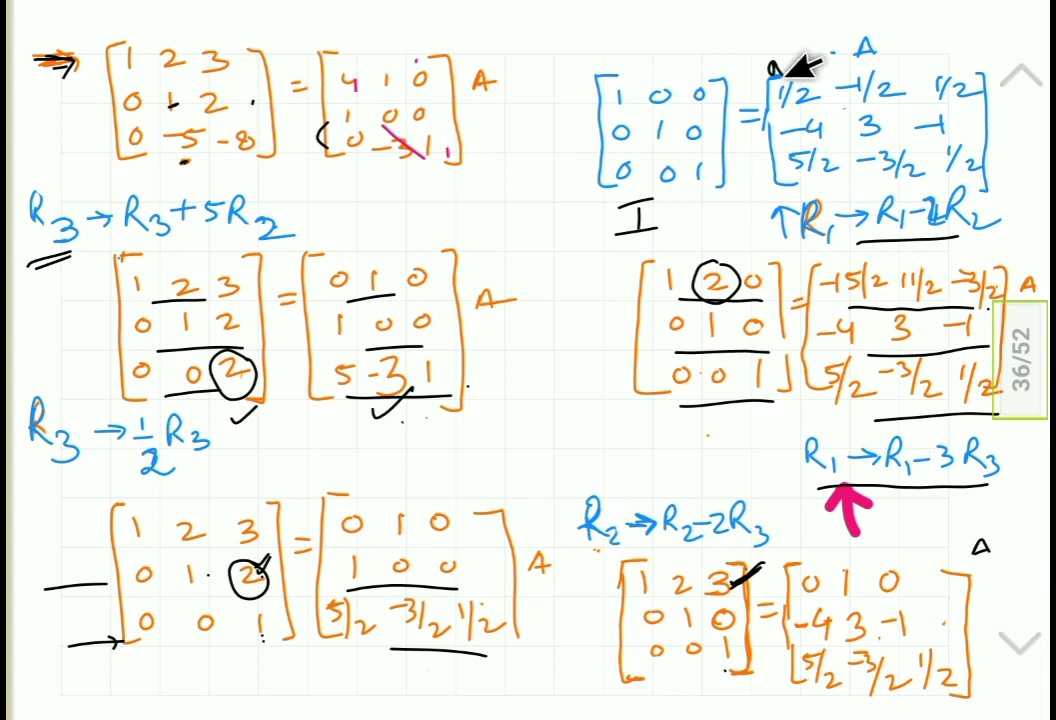 [1 2 3; 0 1 2; 0 -5 -8] = [4 1 0; 1 0 0; 0 -3 1] A
R3 → R3 + 5R2
[1 2 3; 0 1 2; 0 0 2] = [0 1 0; 1 0 0; 5 -3 1] A
R3 → 1/2 R3
[1 2 3; 0 1 2; 0 0 1] = [0 1 0; 1 0 0; 5/2 -3/2 1/2] A
R2 → R2 - 2R3
[1 2 3; 0 1 0; 0 0 1] = [0 1 0; -4 3 -1; 5/2 -3/2 1/2] A
R1 → R1 - 3R3
[1 2 0; 0 1 0; 0 0 1] = [-15/2 11/2 -3/2; -4 3 -1; 5/2 -3/2 1/2] A
↑ R1 → R1 - 2R2
[1 0 0; 0 1 0; 0 0 1] = [1/2 -1/2 1/2; -4 3 -1; 5/2 -3/2 1/2] A
I
36/52